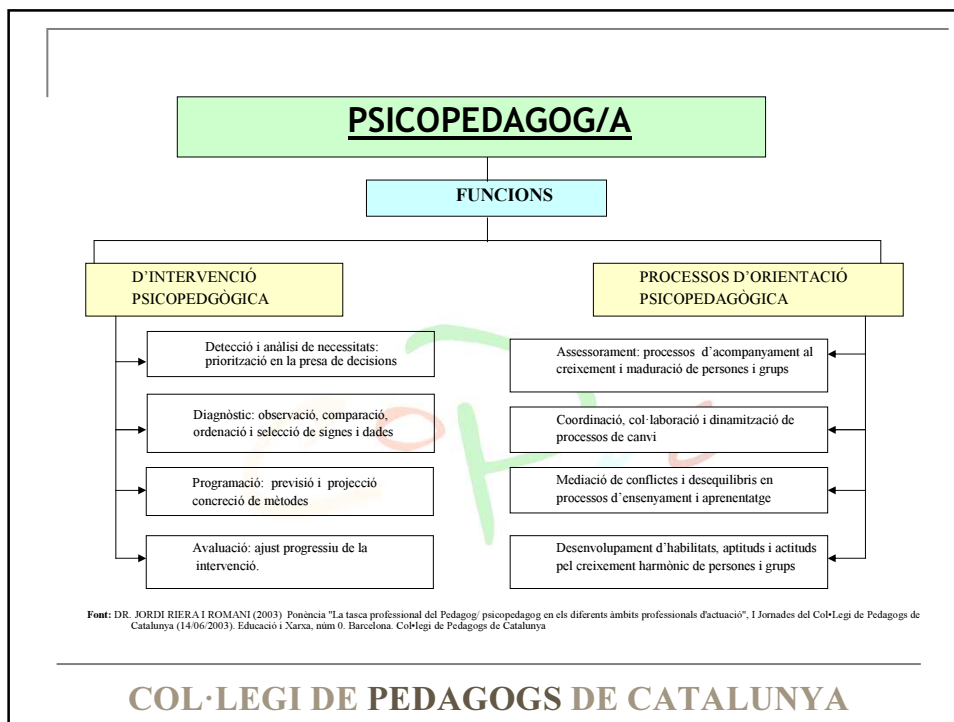 PSICOPEDAGOG/A
FUNCIONS
D’INTERVENCIÓ
PSICOPEDGÒGICA
Detecció i anàlisi de necessitats:
priorització en la presa de decisions
Diagnòstic: observació, comparació,
ordenació i selecció de signes i dades
Programació: previsió i projecció
concreció de mètodes
Avaluació: ajust progressiu de la
intervenció.
PROCESSOS D’ORIENTACIÓ
PSICOPEDAGÒGICA
Assessorament: processos d’acompanyament al
creixement i maduració de persones i grups
Coordinació, col·laboració i dinamització de
processos de canvi
Mediació de conflictes i desequilibris en
processos d’ensenyament i aprenentatge
Desenvolupament d’habilitats, aptituds i actituds
pel creixement harmònic de persones i grups
Font: DR. JORDI RIERA I ROMANI (2003) Ponència "La tasca professional del Pedagog/ psicopedagog en els diferents àmbits professionals d'actuació", I Jornades del Col•Legi de Pedagogs de
Catalunya (14/06/2003). Educació i Xarxa, núm 0. Barcelona. Col•legi de Pedagogs de Catalunya
COL·LEGI DE PEDAGOGS DE CATALUNYA